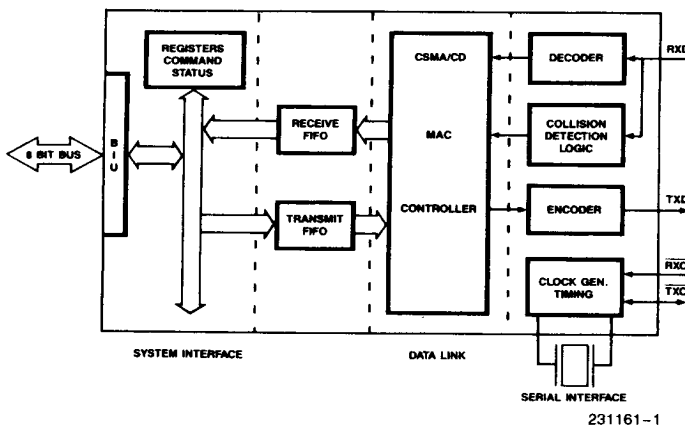 REGISTERS
COMMAND
STATUS
CSMA/CD
DECODER
RXD
8 BIT BUS
BIU
RECEIVE
FIFO
MAC
COLLISION
DETECTION
LOGIC
TRANSMIT
FIFO
CONTROLLER
ENCODER
TXD
CLOCK GEN.
TIMING
RXC
TXC
SYSTEM INTERFACE
DATA LINK
SERIAL INTERFACE
231161-1